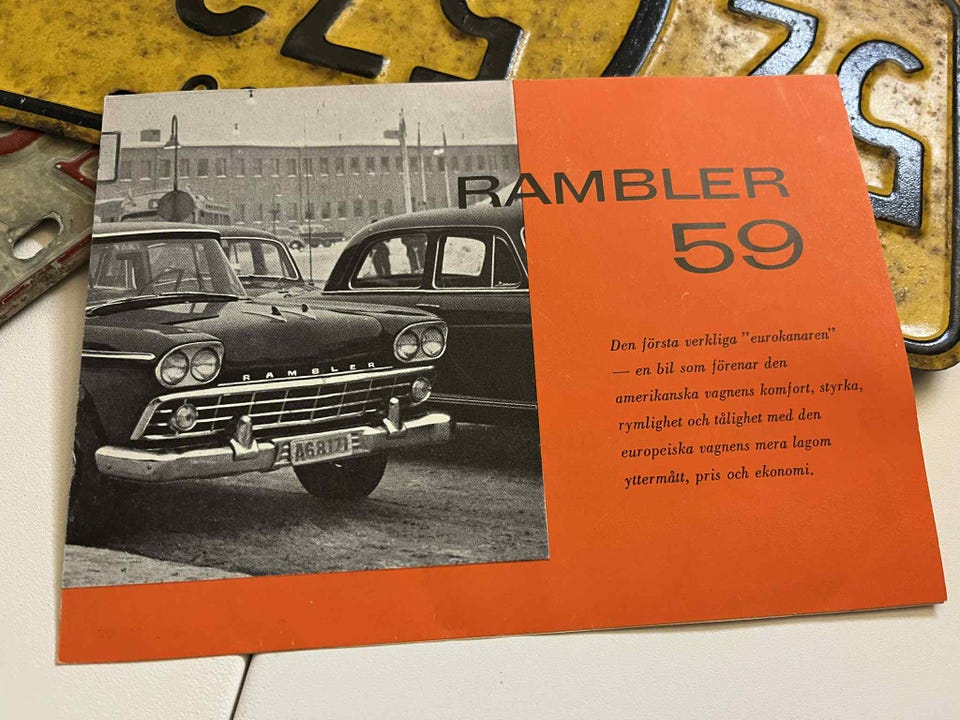 RAMBLER
59
Den första verkliga "eurokanaren"
— en bil som förenar den
amerikanska vagnens komfort, styrka,
rymlighet och tålighet med den
europeiska vagnens mera lagom
yttermått, pris och ekonomi.
RAMBLER
A68171